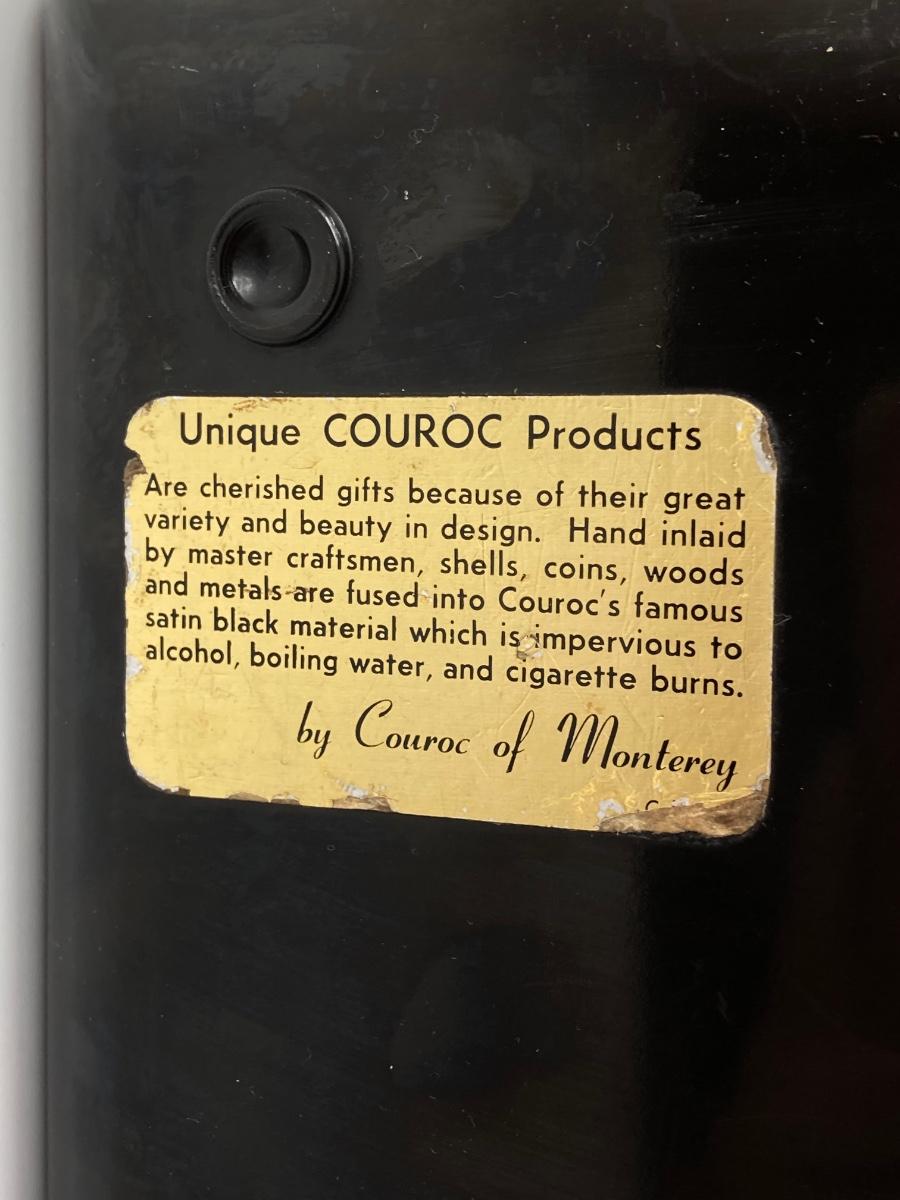 Unique COUROC Products
Are cherished gifts because of their great
variety and beauty in design. Hand inlaid
by master craftsmen, shells, coins, woods
and metals are fused into Couroc's famous
satin black material which is impervious to
alcohol, boiling water, and cigarette burns.
by Couroc of Monterey